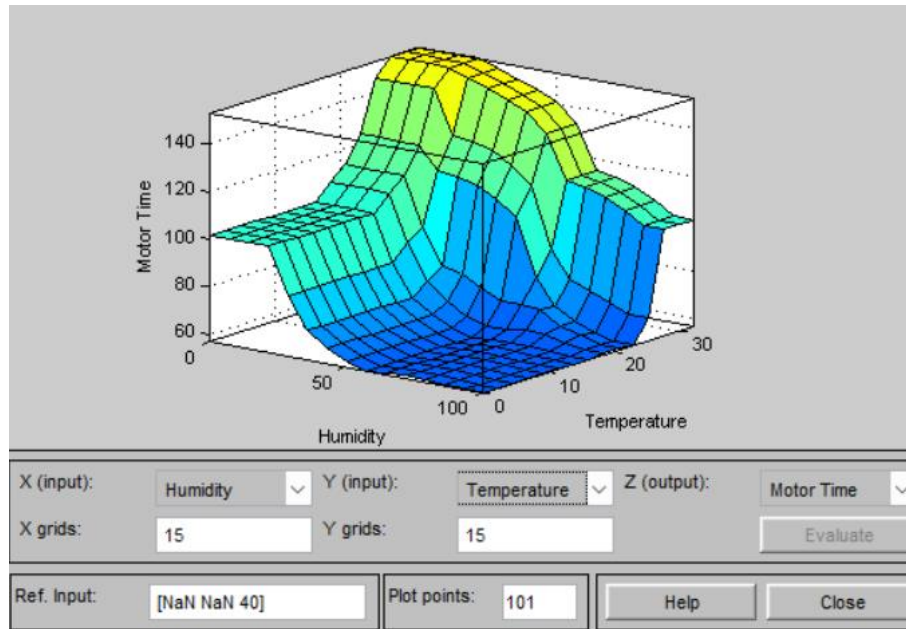 140
120
100
80
60
Motor Time
0
50
100
Humidity
0
10
20
30
Temperature
X (input): Humidity Y (input): Temperature Z (output): Motor Time
X grids: 15 Y grids: 15 Evaluate
Ref. Input: [NaN NaN 40] Plot points: 101 Help Close